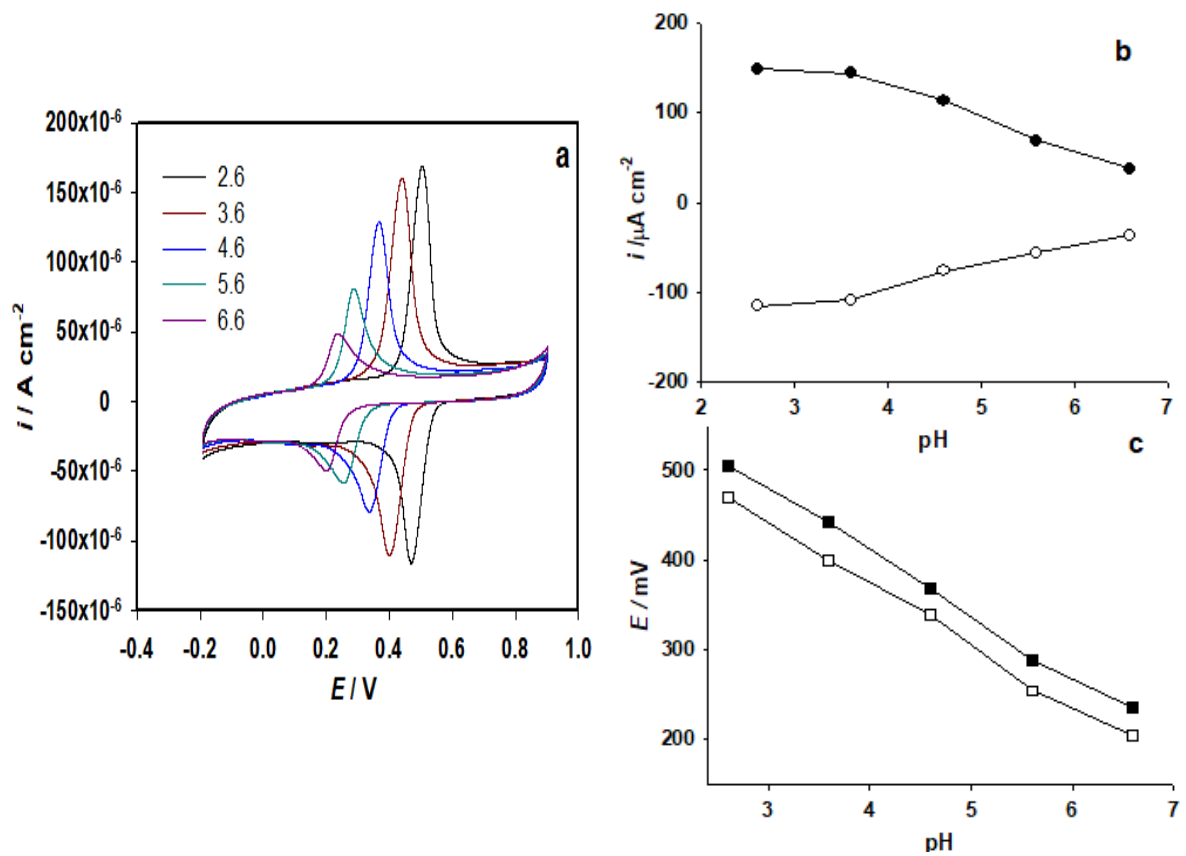 a
200x10-6
150x10-6
100x10-6
50x10-6
0
-50x10-6
-100x10-6
-150x10-6
i / A cm-2
2.6
3.6
4.6
5.6
6.6
-0.4 -0.2 0.0 0.2 0.4 0.6 0.8 1.0
E / V
b
200
100
0
-100
-200
i /µA cm-2
2 3 4 5 6 7
pH
c
500
400
300
200
E / mV
3 4 5 6 7
pH